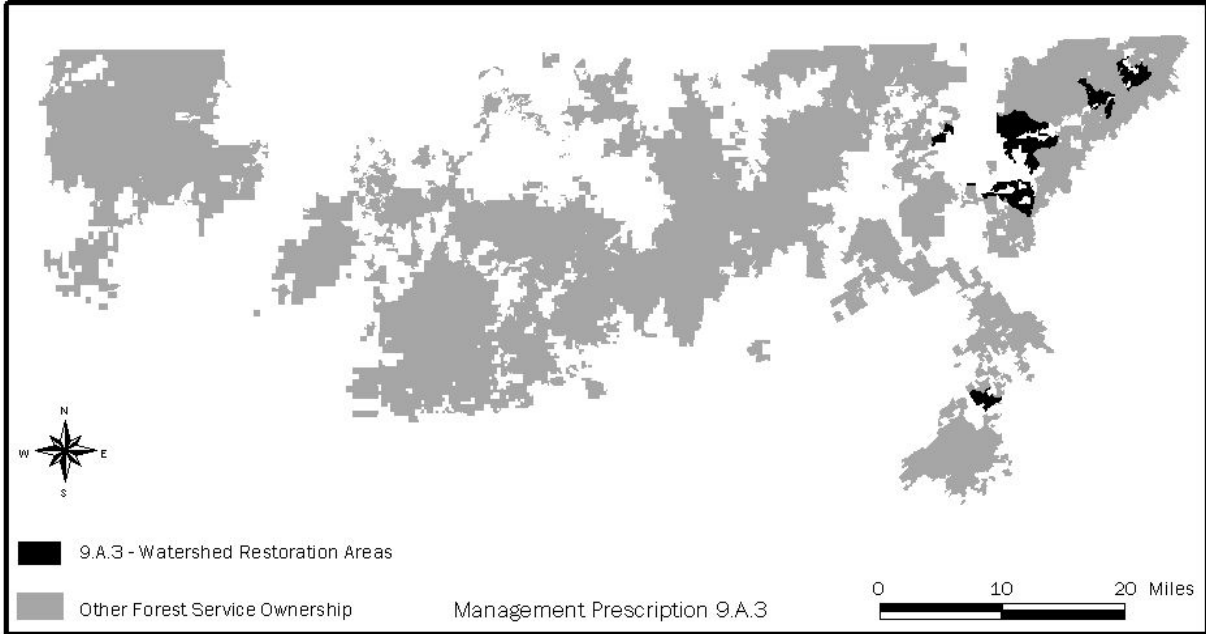 N
W E
S
9.A.3 - Watershed Restoration Areas
Other Forest Service Ownership
Management Prescription 9.A.3
0 10 20 Miles